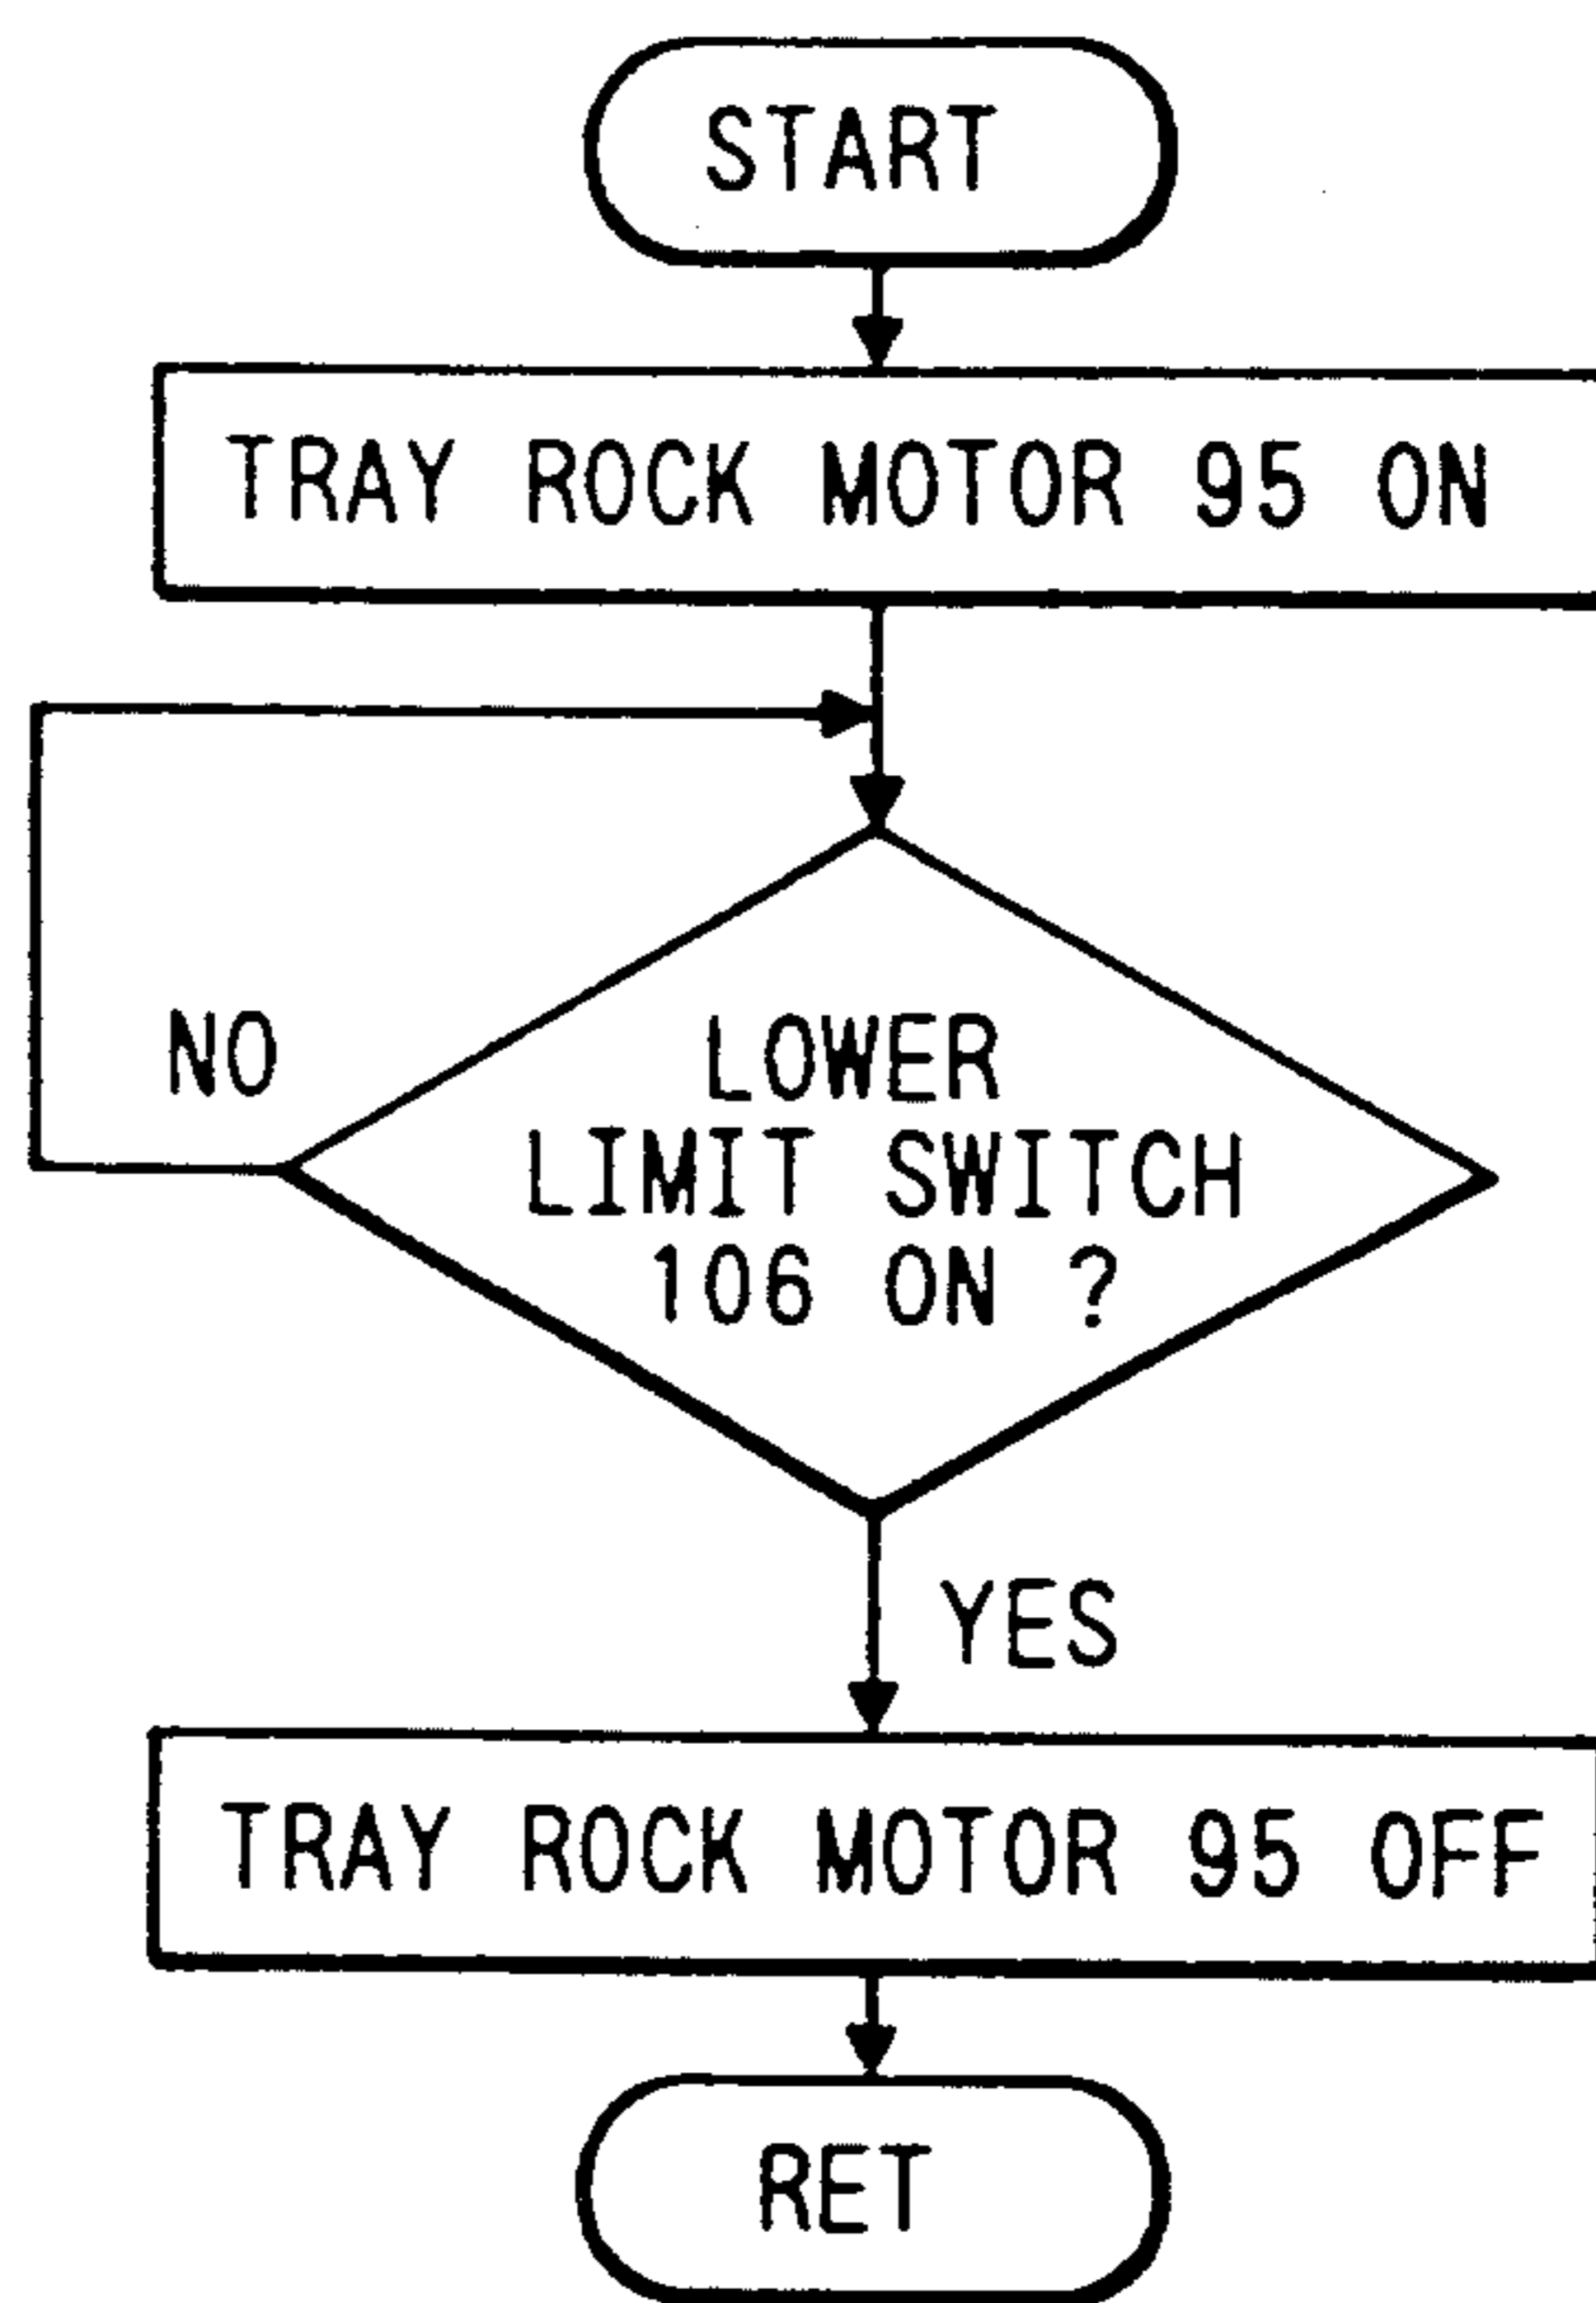 START
TRAY ROCK MOTOR 95 ON
NO
LOWER
LIMIT SWITCH
106 ON ?
YES
TRAY ROCK MOTOR 95 OFF
RET